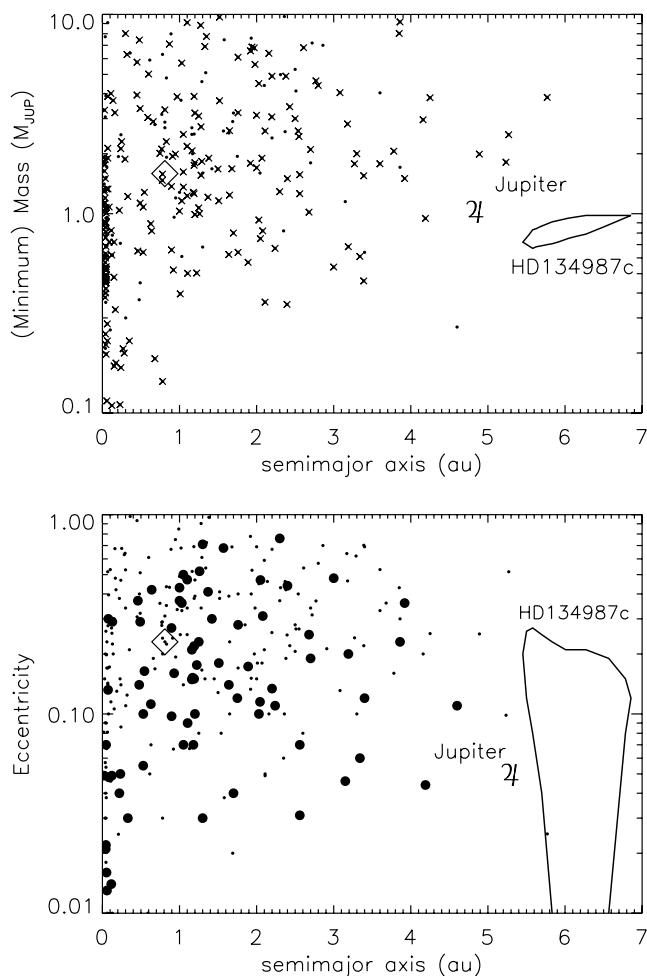 10.0
1.0
0.1
(Minimum) Mass (M_JUP)
Jupiter
♃
HD134987c
0 1 2 3 4 5 6 7
semimajor axis (au)
1.00
0.10
0.01
Eccentricity
HD134987c
Jupiter
♃
0 1 2 3 4 5 6 7
semimajor axis (au)